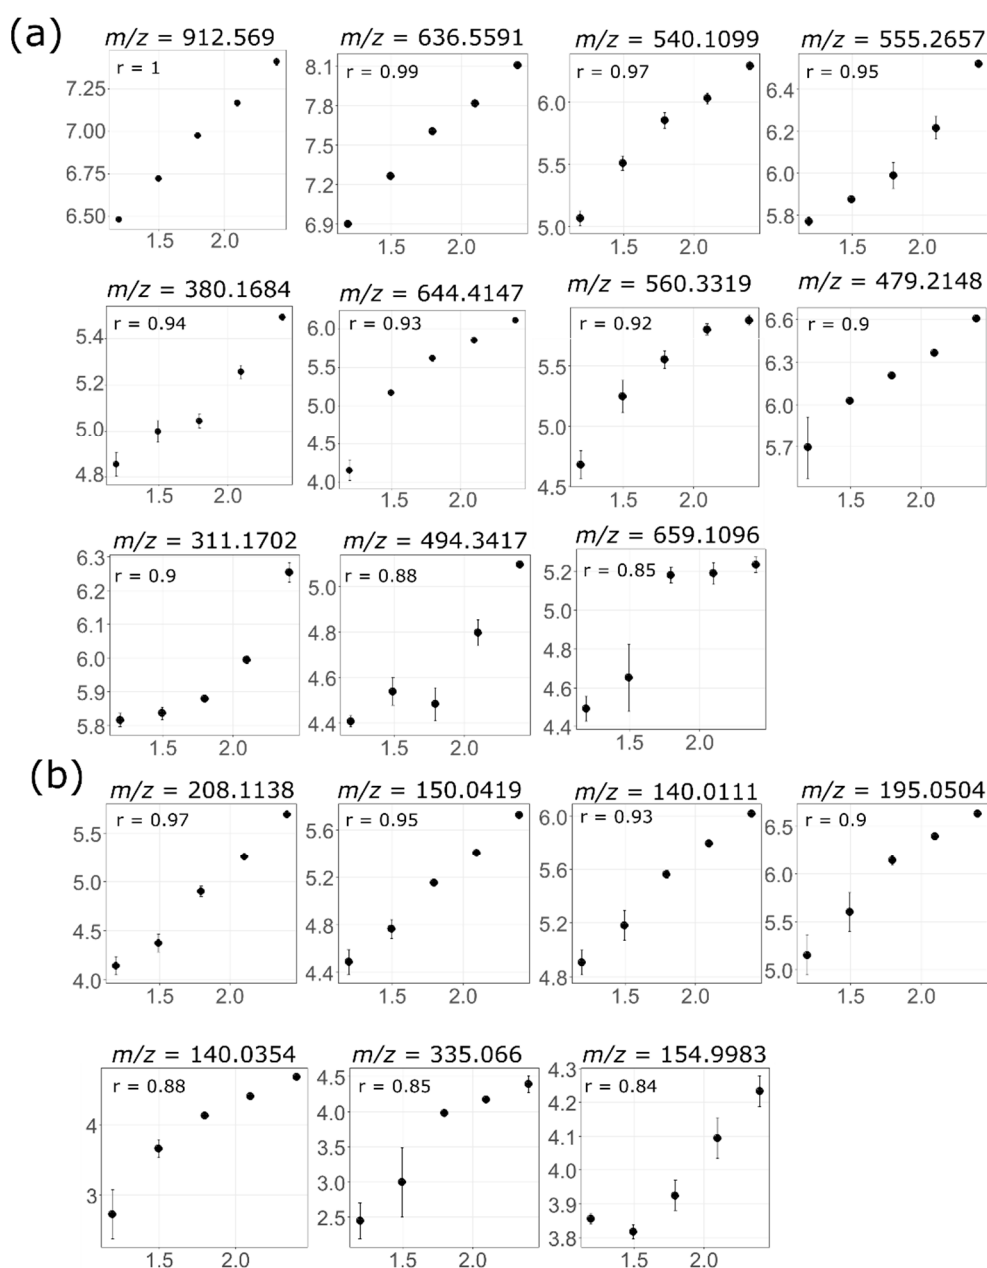 (a)
m/z = 912.569
r = 1
7.25
7.00
6.75
6.50
1.5 2.0
m/z = 636.5591
r = 0.99
8.1
7.8
7.5
7.2
6.9
1.5 2.0
m/z = 540.1099
r = 0.97
6.0
5.5
5.0
1.5 2.0
m/z = 555.2657
r = 0.95
6.4
6.2
6.0
5.8
1.5 2.0
m/z = 380.1684
r = 0.94
5.4
5.2
5.0
4.8
1.5 2.0
m/z = 644.4147
r = 0.93
6.0
5.5
5.0
4.5
4.0
1.5 2.0
m/z = 560.3319
r = 0.92
5.5
5.0
4.5
1.5 2.0
m/z = 479.2148
r = 0.9
6.6
6.3
6.0
5.7
1.5 2.0
m/z = 311.1702
r = 0.9
6.3
6.2
6.1
6.0
5.9
5.8
1.5 2.0
m/z = 494.3417
r = 0.88
5.0
4.8
4.6
4.4
1.5 2.0
m/z = 659.1096
r = 0.85
5.2
5.0
4.8
4.6
4.4
1.5 2.0
(b)
m/z = 208.1138
r = 0.97
5.5
5.0
4.5
4.0
1.5 2.0
m/z = 150.0419
r = 0.95
5.6
5.2
4.8
4.4
1.5 2.0
m/z = 140.0111
r = 0.93
6.0
5.6
5.2
4.8
1.5 2.0
m/z = 195.0504
r = 0.9
6.5
6.0
5.5
5.0
1.5 2.0
m/z = 140.0354
r = 0.88
4
3
1.5 2.0
m/z = 335.066
r = 0.85
4.5
4.0
3.5
3.0
2.5
1.5 2.0
m/z = 154.9983
r = 0.84
4.3
4.2
4.1
4.0
3.9
3.8
1.5 2.0